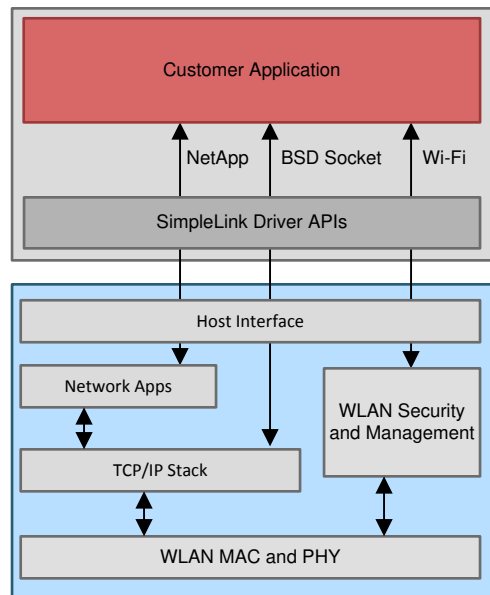 Customer Application
NetApp
BSD Socket
Wi-Fi
SimpleLink Driver APIs
Host Interface
Network Apps
WLAN Security
and Management
TCP/IP Stack
WLAN MAC and PHY